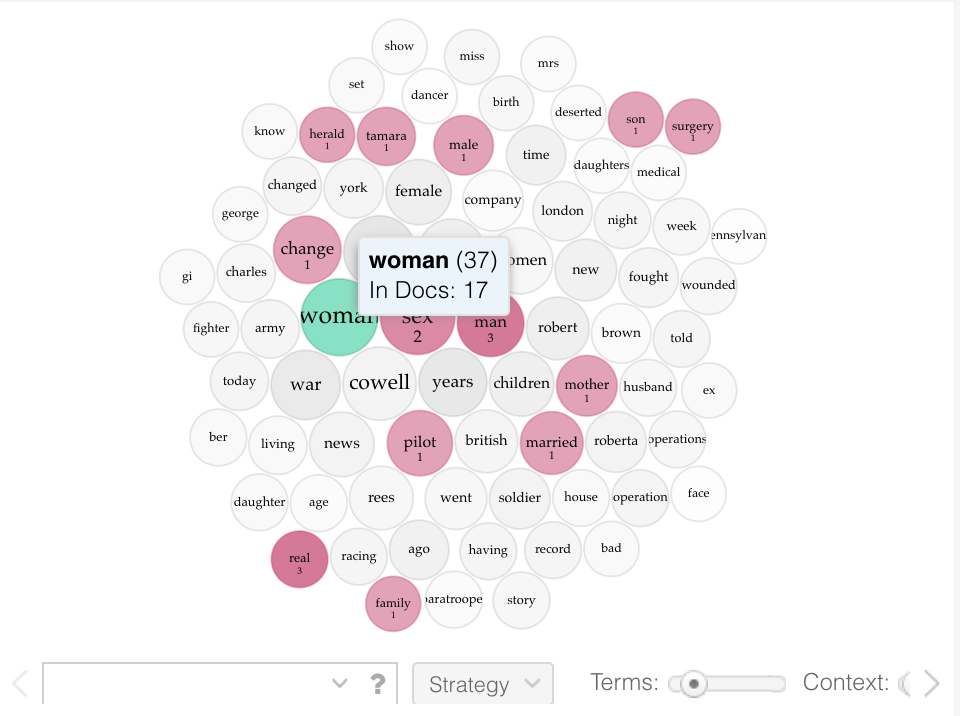 show
miss
mrs
set
dancer
birth
deserted
know
herald
1
tamara
1
male
1
son
1
surgery
1
time
daughters
medical
changed
york
female
company
george
london
night
week
ennsylvan
change
1
woman (37)
In Docs: 17
omen
new
gi
charles
fought
wounded
woman
sex
2
man
3
fighter
army
robert
brown
told
today
war
cowell
years
children
mother
1
husband
ex
ber
living
news
pilot
1
british
married
1
roberta
operations
daughter
age
rees
went
soldier
house
operation
face
real
3
racing
ago
having
record
bad
family
1
paratroope
story
?
Strategy
Terms:
Context: